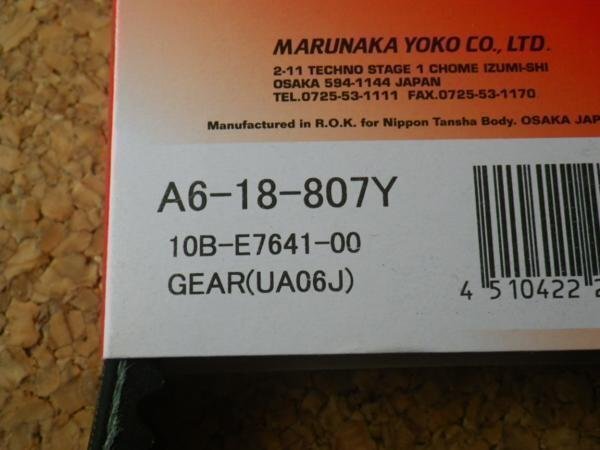 MARUNAKA YOKO CO., LTD.
2-11 TECHNO STAGE 1 CHOME IZUMI-SHI
OSAKA 594-1144 JAPAN
TEL.0725-53-1111 FAX.0725-53-1170
Manufactured in R.O.K. for Nippon Tansha Body. OSAKA JAP
A6-18-807Y
10B-E7641-00
GEAR(UA06J)
4 510422 2